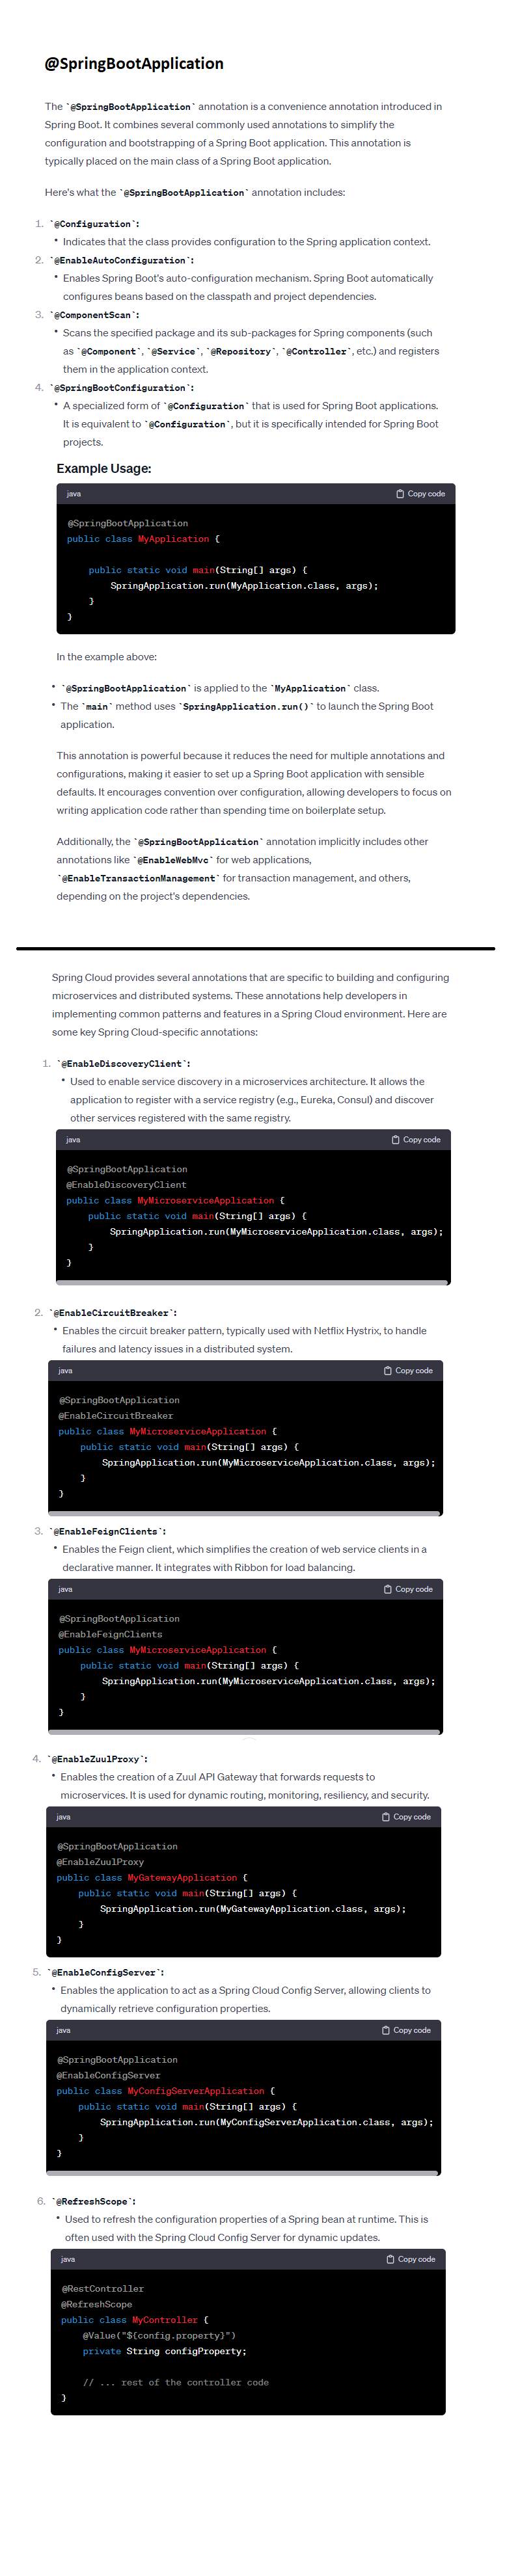 @SpringBootApplication
The `@SpringBootApplication` annotation is a convenience annotation introduced in
Spring Boot. It combines several commonly used annotations to simplify the
configuration and bootstrapping of a Spring Boot application. This annotation is
typically placed on the main class of a Spring Boot application.
Here's what the `@SpringBootApplication` annotation includes:
1. `@Configuration`:
• Indicates that the class provides configuration to the Spring application context.
2. `@EnableAutoConfiguration`:
• Enables Spring Boot's auto-configuration mechanism. Spring Boot automatically
configures beans based on the classpath and project dependencies.
3. `@ComponentScan`:
• Scans the specified package and its sub-packages for Spring components (such
as `@Component`, `@Service`, `@Repository`, `@Controller`, etc.) and registers
them in the application context.
4. `@SpringBootConfiguration`:
• A specialized form of `@Configuration` that is used for Spring Boot applications.
It is equivalent to `@Configuration`, but it is specifically intended for Spring Boot
projects.
Example Usage:
java Copy code
@SpringBootApplication
public class MyApplication {
public static void main(String[] args) {
SpringApplication.run(MyApplication.class, args);
}
}
In the example above:
• `@SpringBootApplication` is applied to the `MyApplication` class.
• The `main` method uses `SpringApplication.run()` to launch the Spring Boot
application.
This annotation is powerful because it reduces the need for multiple annotations and
configurations, making it easier to set up a Spring Boot application with sensible
defaults. It encourages convention over configuration, allowing developers to focus on
writing application code rather than spending time on boilerplate setup.
Additionally, the `@SpringBootApplication` annotation implicitly includes other
annotations like `@EnableWebMvc` for web applications,
`@EnableTransactionManagement` for transaction management, and others,
depending on the project's dependencies.
Spring Cloud provides several annotations that are specific to building and configuring
microservices and distributed systems. These annotations help developers in
implementing common patterns and features in a Spring Cloud environment. Here are
some key Spring Cloud-specific annotations:
1. `@EnableDiscoveryClient`:
• Used to enable service discovery in a microservices architecture. It allows the
application to register with a service registry (e.g., Eureka, Consul) and discover
other services registered with the same registry.
java Copy code
@SpringBootApplication
@EnableDiscoveryClient
public class MyMicroserviceApplication {
public static void main(String[] args) {
SpringApplication.run(MyMicroserviceApplication.class, args);
}
}
2. `@EnableCircuitBreaker`:
• Enables the circuit breaker pattern, typically used with Netflix Hystrix, to handle
failures and latency issues in a distributed system.
java Copy code
@SpringBootApplication
@EnableCircuitBreaker
public class MyMicroserviceApplication {
public static void main(String[] args) {
SpringApplication.run(MyMicroserviceApplication.class, args);
}
}
3. `@EnableFeignClients`:
• Enables the Feign client, which simplifies the creation of web service clients in a
declarative manner. It integrates with Ribbon for load balancing.
java Copy code
@SpringBootApplication
@EnableFeignClients
public class MyMicroserviceApplication {
public static void main(String[] args) {
SpringApplication.run(MyMicroserviceApplication.class, args);
}
}
4. `@EnableZuulProxy`:
• Enables the creation of a Zuul API Gateway that forwards requests to
microservices. It is used for dynamic routing, monitoring, resiliency, and security.
java Copy code
@SpringBootApplication
@EnableZuulProxy
public class MyGatewayApplication {
public static void main(String[] args) {
SpringApplication.run(MyGatewayApplication.class, args);
}
}
5. `@EnableConfigServer`:
• Enables the application to act as a Spring Cloud Config Server, allowing clients to
dynamically retrieve configuration properties.
java Copy code
@SpringBootApplication
@EnableConfigServer
public class MyConfigServerApplication {
public static void main(String[] args) {
SpringApplication.run(MyConfigServerApplication.class, args);
}
}
6. `@RefreshScope`:
• Used to refresh the configuration properties of a Spring bean at runtime. This is
often used with the Spring Cloud Config Server for dynamic updates.
java Copy code
@RestController
@RefreshScope
public class MyController {
@Value("${config.property}")
private String configProperty;
// ... rest of the controller code
}